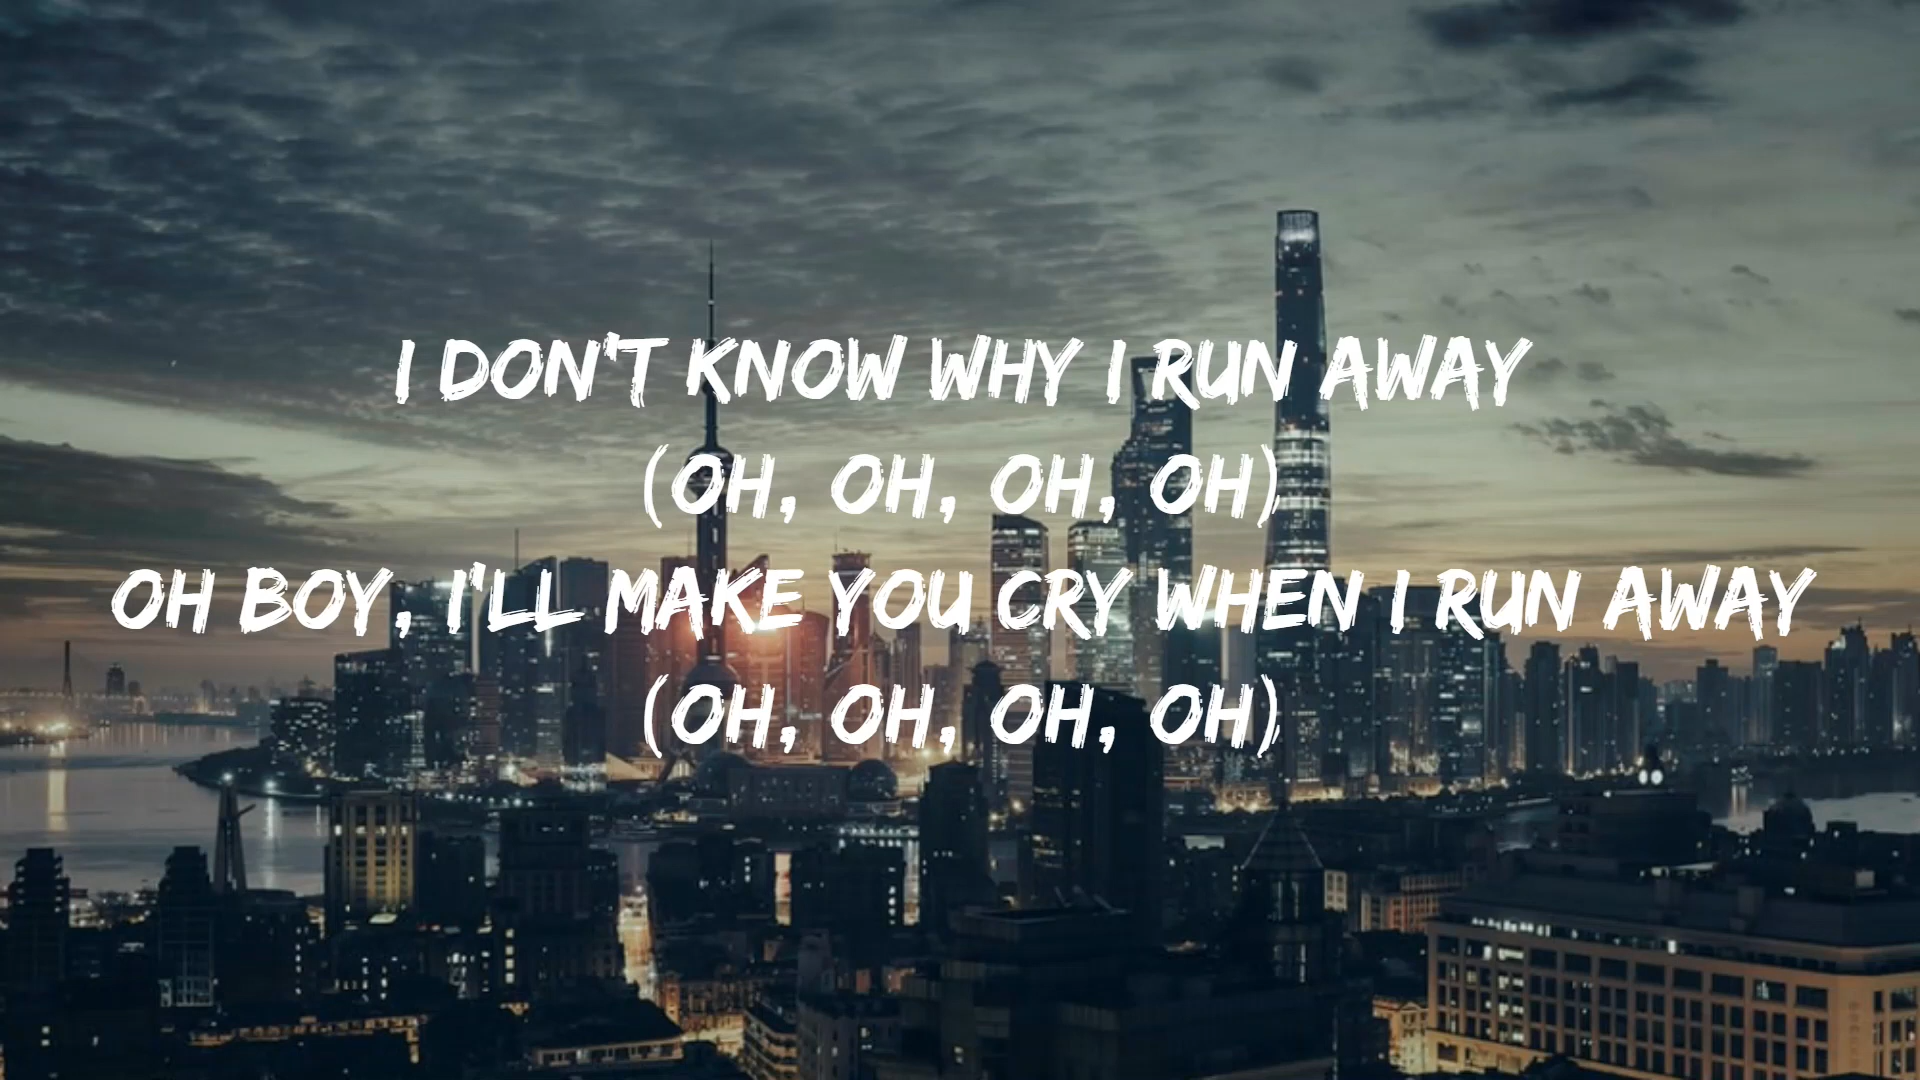 I DON'T KNOW WHY I RUN AWAY
(OH, OH, OH, OH)
OH BOY, I'LL MAKE YOU CRY WHEN I RUN AWAY
(OH, OH, OH, OH)